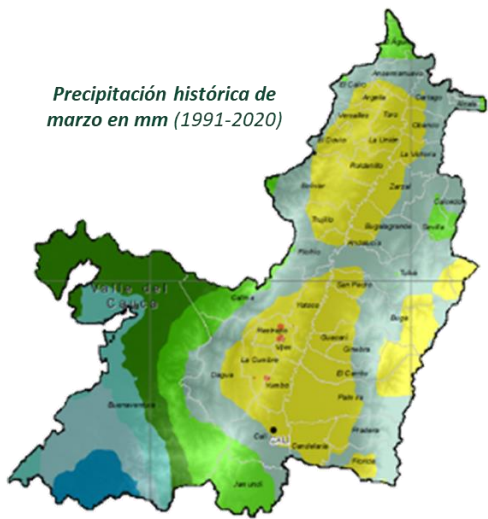 Precipitación histórica de
marzo en mm (1991-2020)
El Águila
Ansermanuevo
El Cairo
Argelia
Cartago
Alcalá
Versalles
Toro
Obando
El Dovio
La Unión
La Victoria
Roldanillo
Bolívar
Zarzal
Caicedonia
Trujillo
Bugalagrande
Sevilla
Andalucía
Riofrío
Tuluá
Valle del
Cauca
Calima
San Pedro
Yotoco
Buga
Restrepo
Vijes
Guacarí
Ginebra
La Cumbre
Dagua
Yumbo
El Cerrito
Buenaventura
Palmira
Cali
CALI
Pradera
Candelaria
Florida
Jamundí